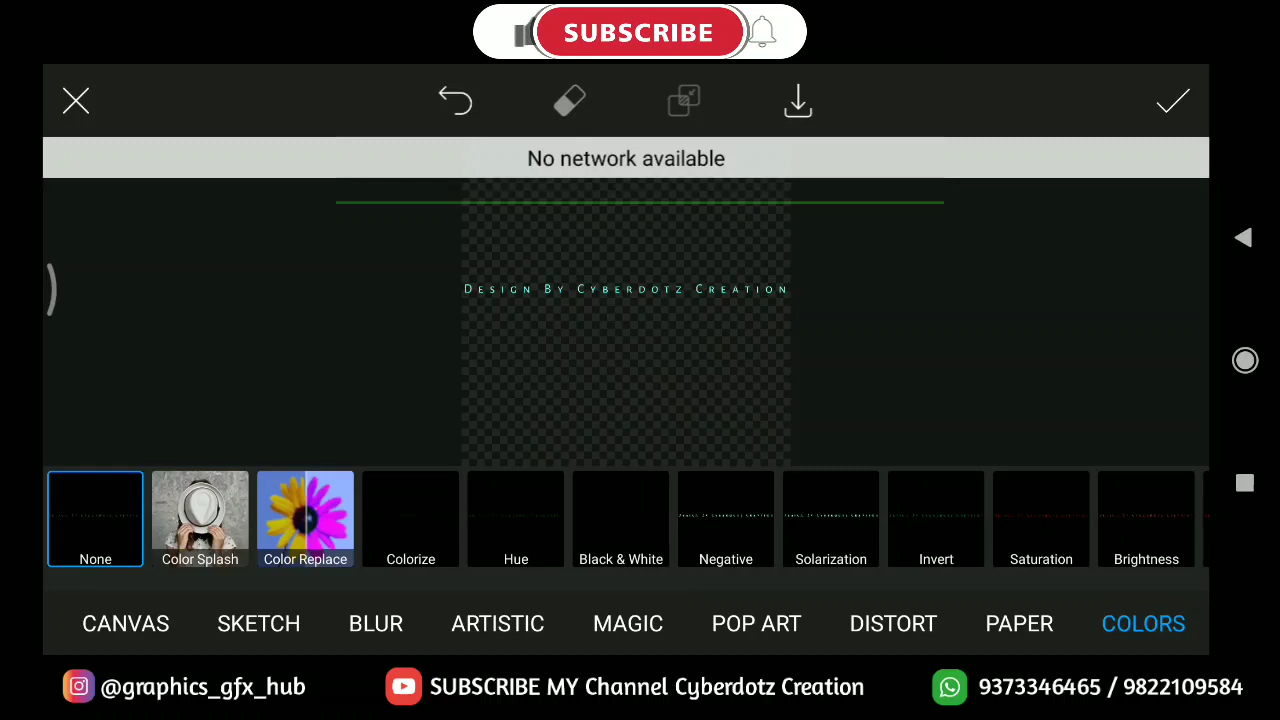 SUBSCRIBE
No network available
Design By Cyberdotz Creation
None
Color Splash
Color Replace
Colorize
Hue
Black & White
Negative
Solarization
Invert
Saturation
Brightness
CANVAS
SKETCH
BLUR
ARTISTIC
MAGIC
POP ART
DISTORT
PAPER
COLORS
@graphics_gfx_hub
SUBSCRIBE MY Channel Cyberdotz Creation
9373346465 / 9822109584